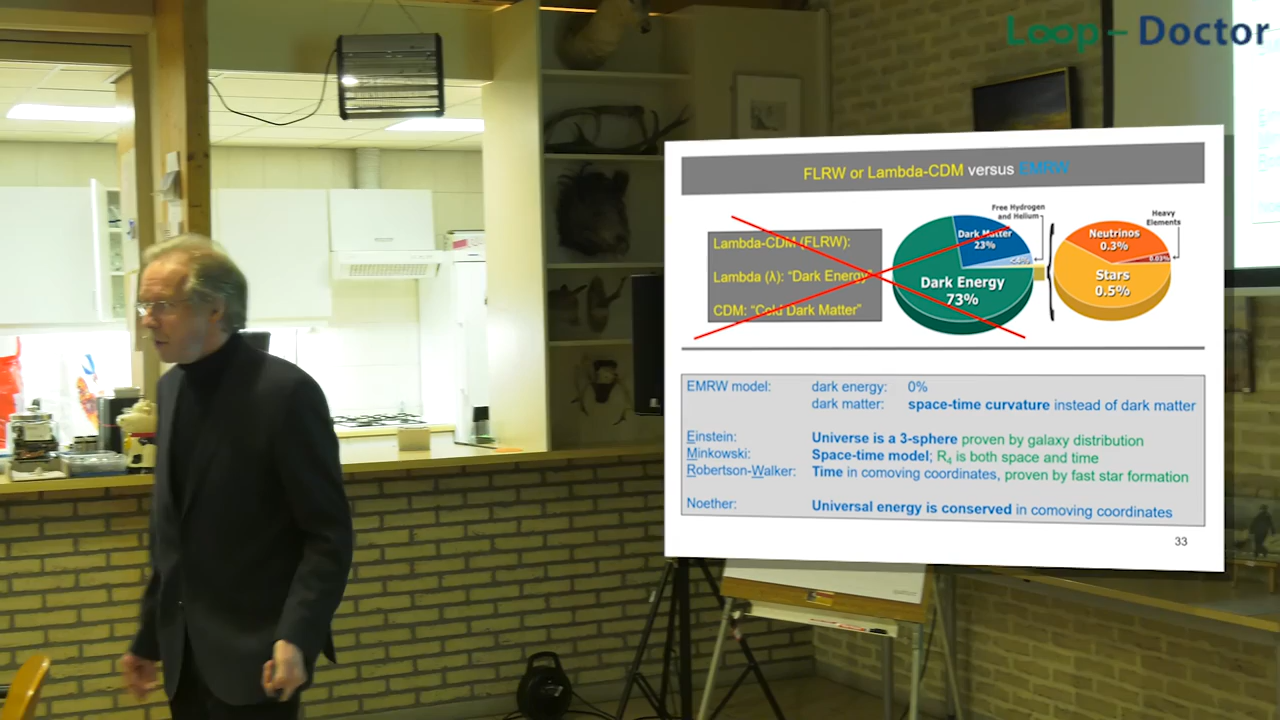 Loop - Doctor
FLRW or Lambda-CDM versus EMRW
Lambda-CDM (FLRW):
Lambda (λ): "Dark Energy"
CDM: "Cold Dark Matter"
Free Hydrogen
and Helium
Dark Matter
23%
Dark Energy
73%
Heavy
Elements
Neutrinos
0.3%
0.03%
Stars
0.5%
EMRW model: dark energy: 0%
dark matter: space-time curvature instead of dark matter
Einstein: Universe is a 3-sphere proven by galaxy distribution
Minkowski: Space-time model; R4 is both space and time
Robertson-Walker: Time in comoving coordinates, proven by fast star formation
Noether: Universal energy is conserved in comoving coordinates
33